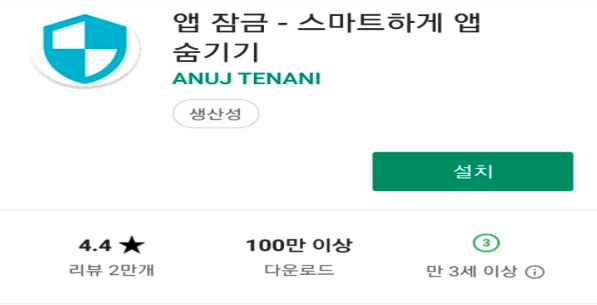 앱 잠금 - 스마트하게 앱
숨기기
ANUJ TENANI
생산성
설치
4.4 ★ 100만 이상 3
리뷰 2만개 다운로드 만 3세 이상 ⓘ